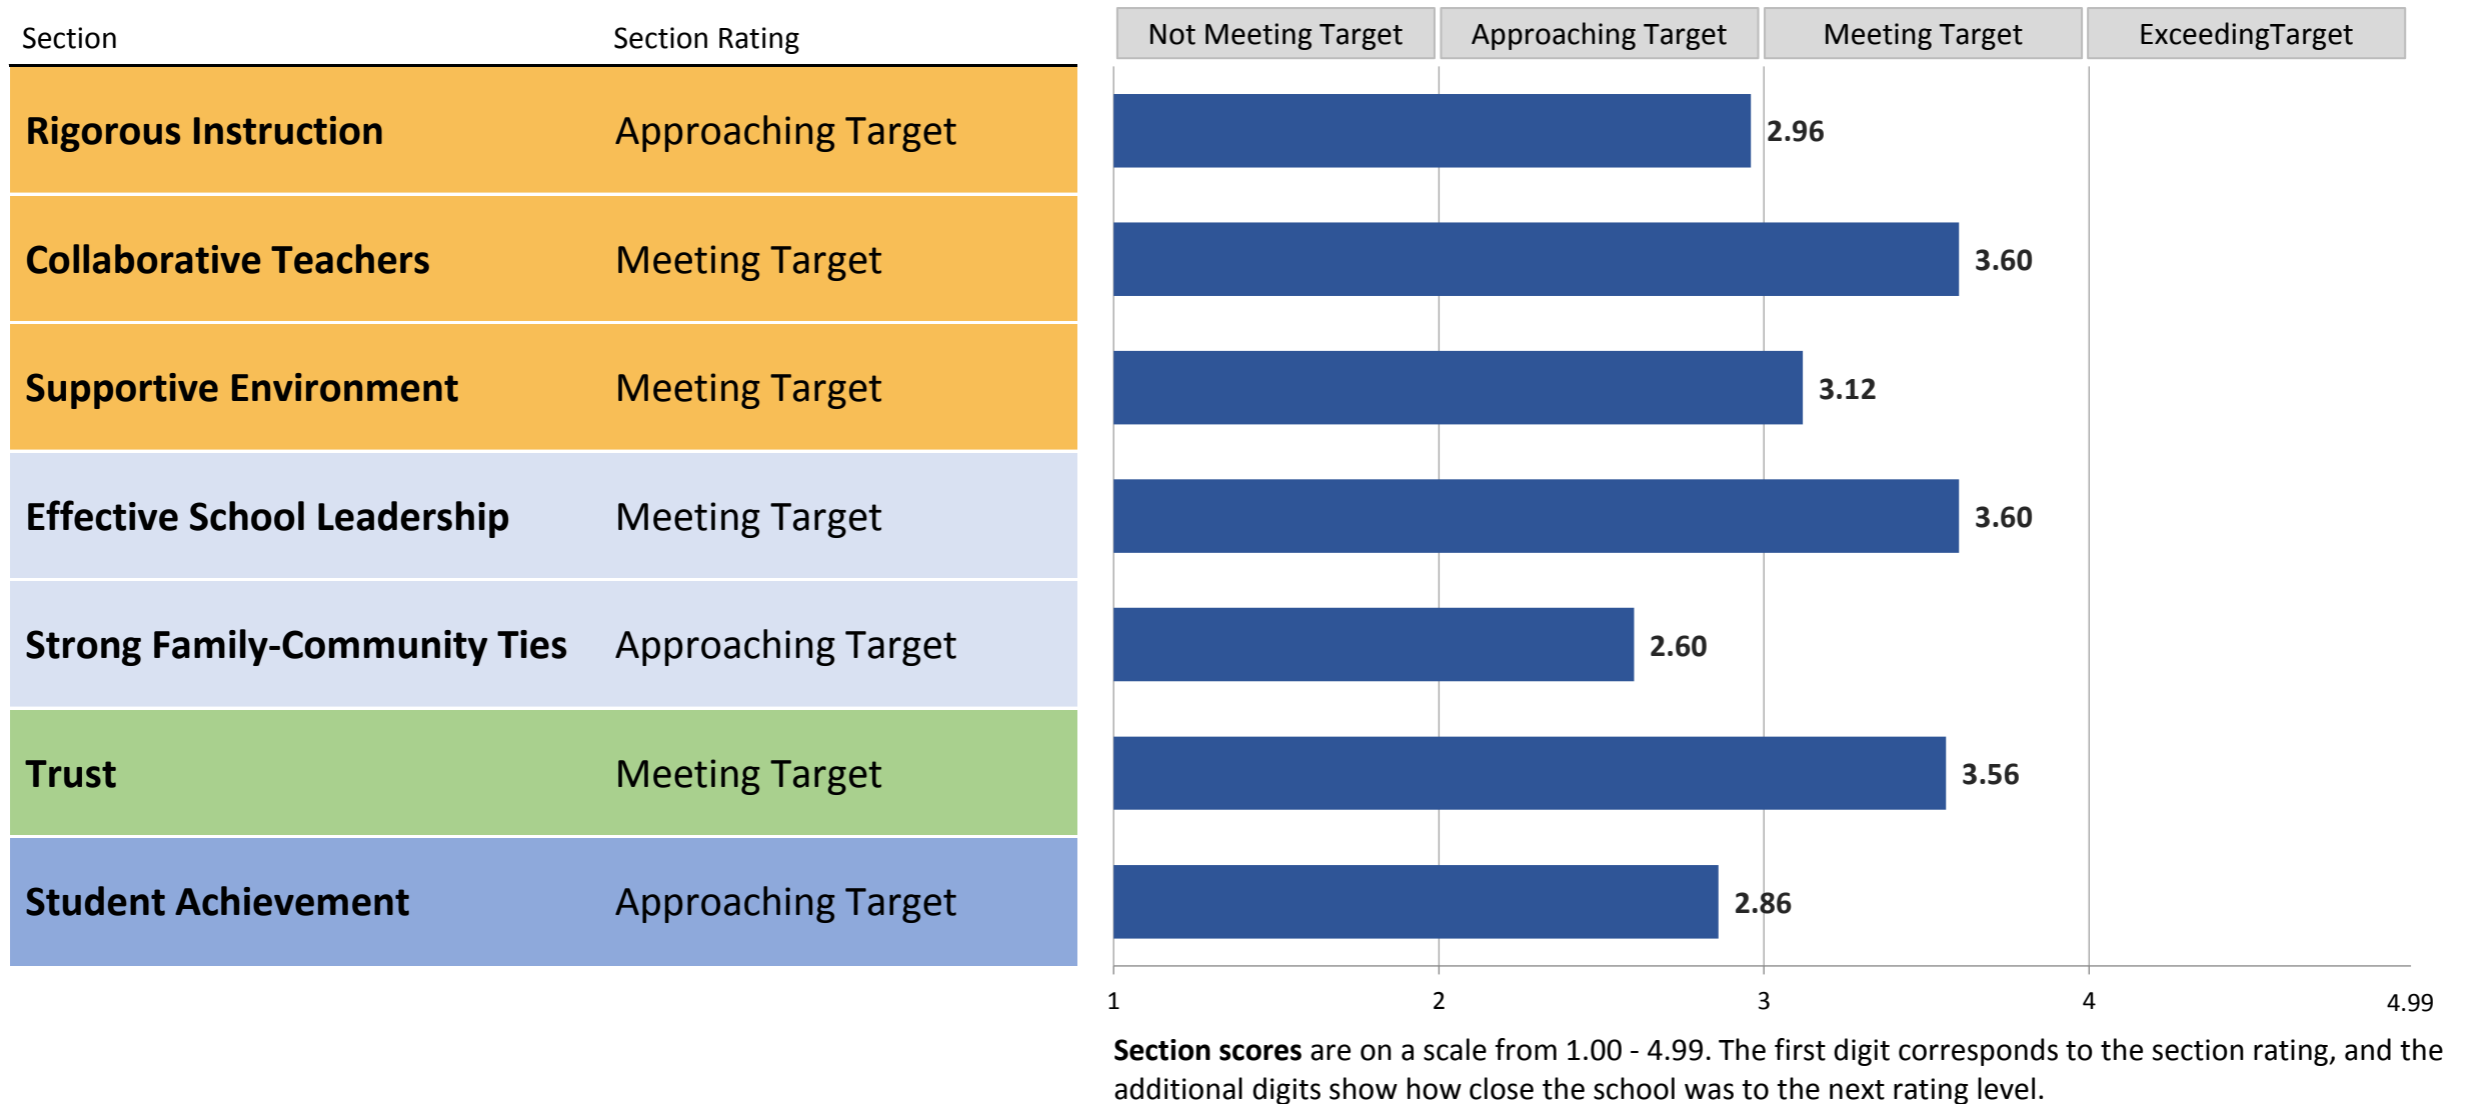 Section Section Rating Not Meeting Target Approaching Target Meeting Target ExceedingTarget
Rigorous Instruction Approaching Target 2.96
Collaborative Teachers Meeting Target 3.60
Supportive Environment Meeting Target 3.12
Effective School Leadership Meeting Target 3.60
Strong Family-Community Ties Approaching Target 2.60
Trust Meeting Target 3.56
Student Achievement Approaching Target 2.86
1 2 3 4 4.99
Section scores are on a scale from 1.00 - 4.99. The first digit corresponds to the section rating, and the
additional digits show how close the school was to the next rating level.